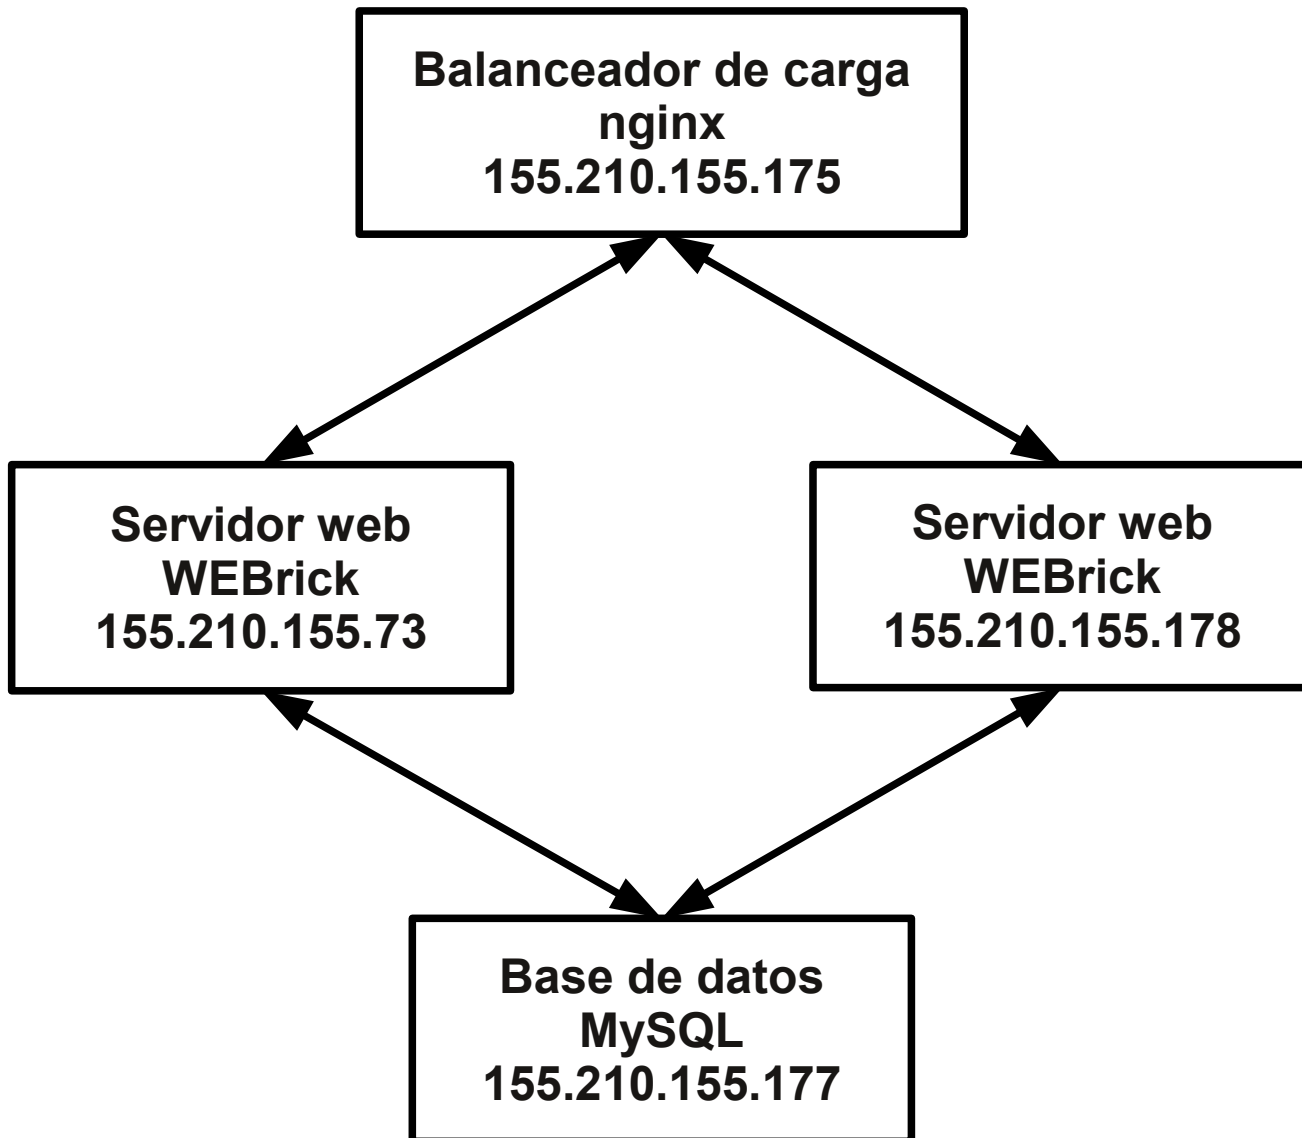 Balanceador de carga
nginx
155.210.155.175
Servidor web
WEBrick
155.210.155.73
Servidor web
WEBrick
155.210.155.178
Base de datos
MySQL
155.210.155.177